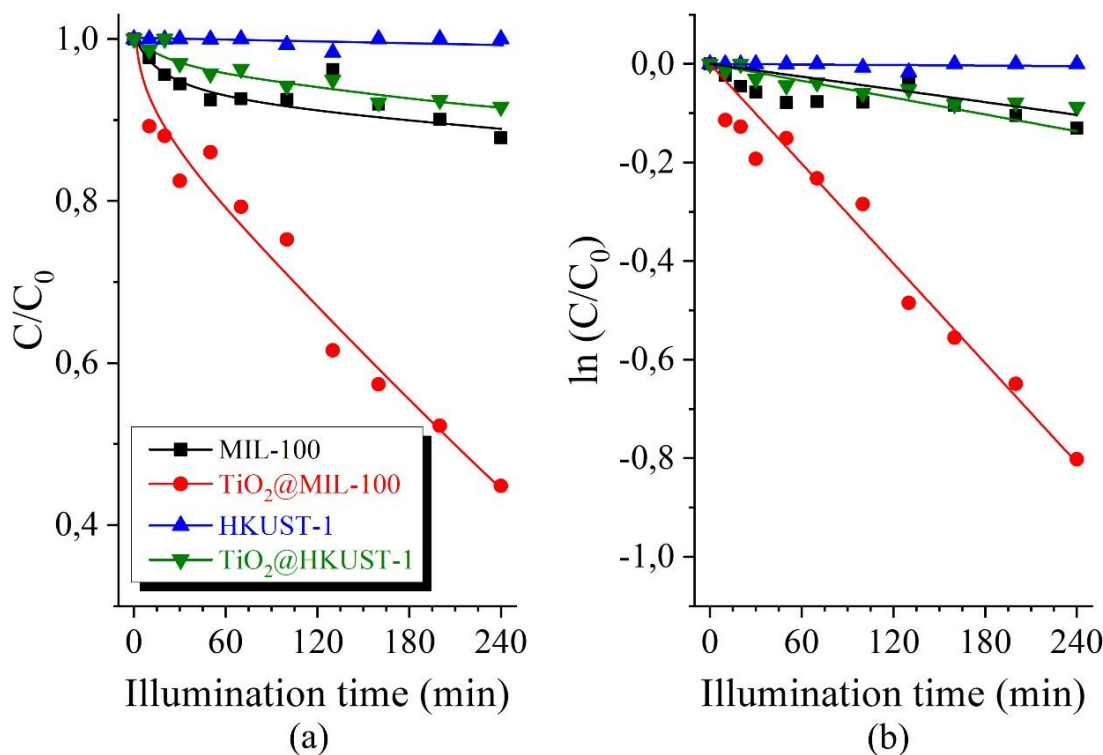 C/C0
1,0
0,8
0,6
0,4
MIL-100
TiO2@MIL-100
HKUST-1
TiO2@HKUST-1
0 60 120 180 240
Illumination time (min)
(a)
ln (C/C0)
0,0
-0,2
-0,4
-0,6
-0,8
-1,0
0 60 120 180 240
Illumination time (min)
(b)